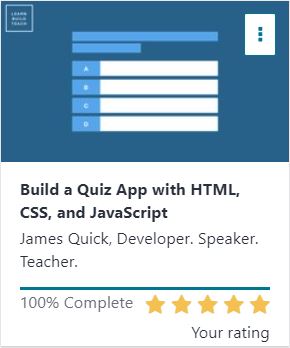 LEARN
BUILD
TEACH
A
B
C
D
Build a Quiz App with HTML,
CSS, and JavaScript
James Quick, Developer. Speaker.
Teacher.
100% Complete
Your rating